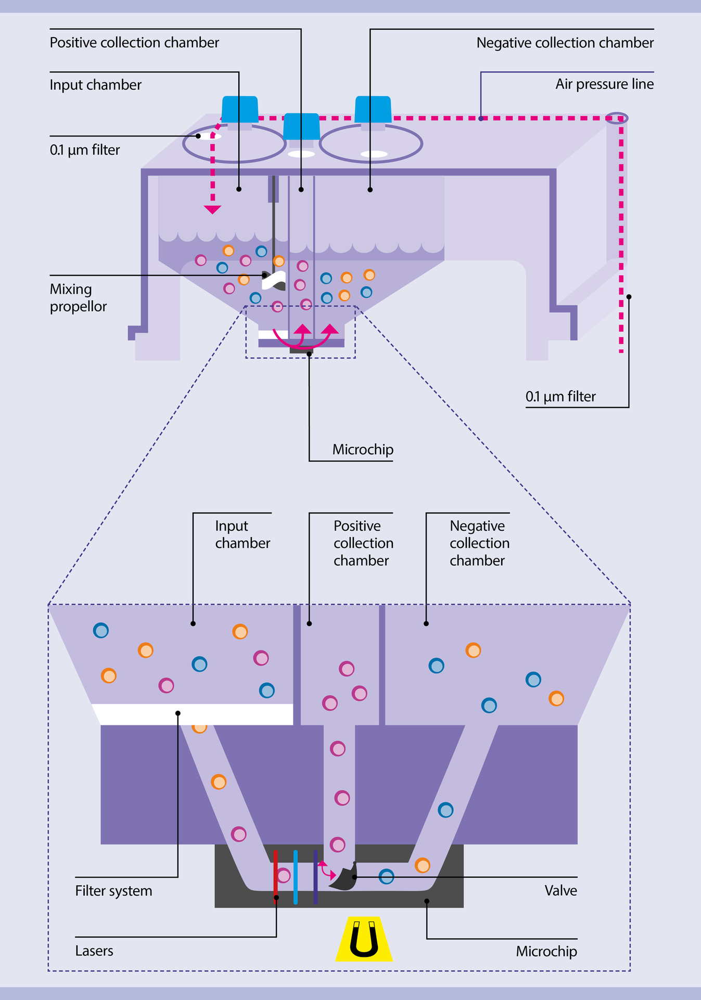 Positive collection chamber
Negative collection chamber
Input chamber
Air pressure line
0.1 µm filter
Mixing
propellor
0.1 µm filter
Microchip
Input
chamber
Positive
collection
chamber
Negative
collection
chamber
Filter system
Valve
Lasers
Microchip